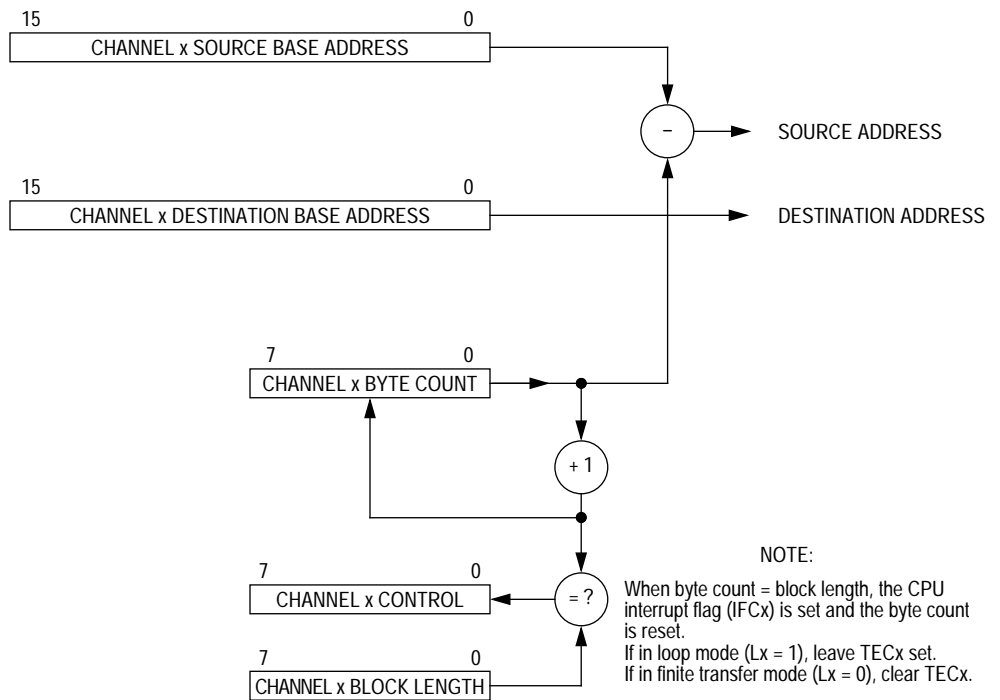 15 0
CHANNEL x SOURCE BASE ADDRESS
– SOURCE ADDRESS
15 0
CHANNEL x DESTINATION BASE ADDRESS
DESTINATION ADDRESS
7 0
CHANNEL x BYTE COUNT
+ 1
7 0
CHANNEL x CONTROL
= ?
7 0
CHANNEL x BLOCK LENGTH
NOTE:
When byte count = block length, the CPU
interrupt flag (IFCx) is set and the byte count
is reset.
If in loop mode (Lx = 1), leave TECx set.
If in finite transfer mode (Lx = 0), clear TECx.